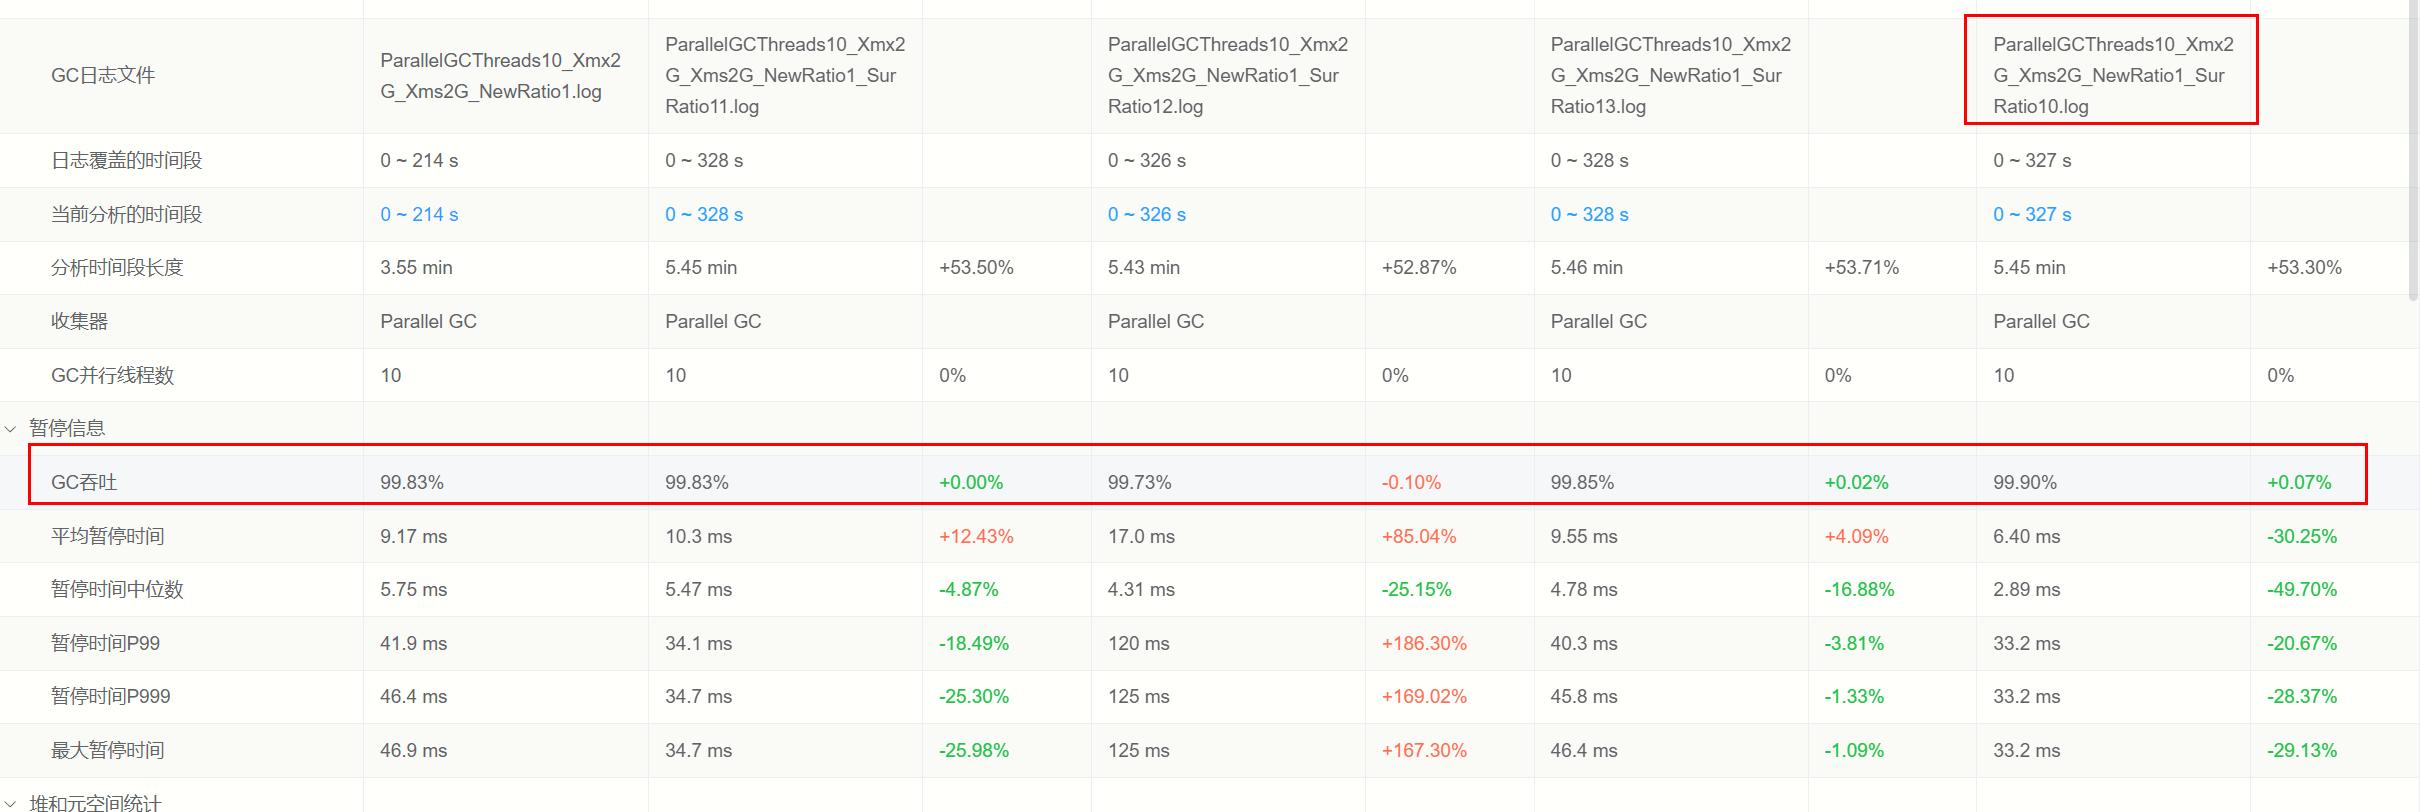 GC日志文件 ParallelGCThreads10_Xmx2G_Xms2G_NewRatio1.log ParallelGCThreads10_Xmx2G_Xms2G_NewRatio1_SurRatio11.log ParallelGCThreads10_Xmx2G_Xms2G_NewRatio1_SurRatio12.log ParallelGCThreads10_Xmx2G_Xms2G_NewRatio1_SurRatio13.log ParallelGCThreads10_Xmx2G_Xms2G_NewRatio1_SurRatio10.log
日志覆盖的时间段 0 ~ 214 s 0 ~ 328 s 0 ~ 326 s 0 ~ 328 s 0 ~ 327 s
当前分析的时间段 0 ~ 214 s 0 ~ 328 s 0 ~ 326 s 0 ~ 328 s 0 ~ 327 s
分析时间段长度 3.55 min 5.45 min +53.50% 5.43 min +52.87% 5.46 min +53.71% 5.45 min +53.30%
收集器 Parallel GC Parallel GC Parallel GC Parallel GC Parallel GC
GC并行线程数 10 10 0% 10 0% 10 0% 10 0%
暂停信息
GC吞吐 99.83% 99.83% +0.00% 99.73% -0.10% 99.85% +0.02% 99.90% +0.07%
平均暂停时间 9.17 ms 10.3 ms +12.43% 17.0 ms +85.04% 9.55 ms +4.09% 6.40 ms -30.25%
暂停时间中位数 5.75 ms 5.47 ms -4.87% 4.31 ms -25.15% 4.78 ms -16.88% 2.89 ms -49.70%
暂停时间P99 41.9 ms 34.1 ms -18.49% 120 ms +186.30% 40.3 ms -3.81% 33.2 ms -20.67%
暂停时间P999 46.4 ms 34.7 ms -25.30% 125 ms +169.02% 45.8 ms -1.33% 33.2 ms -28.37%
最大暂停时间 46.9 ms 34.7 ms -25.98% 125 ms +167.30% 46.4 ms -1.09% 33.2 ms -29.13%
堆和元空间统计